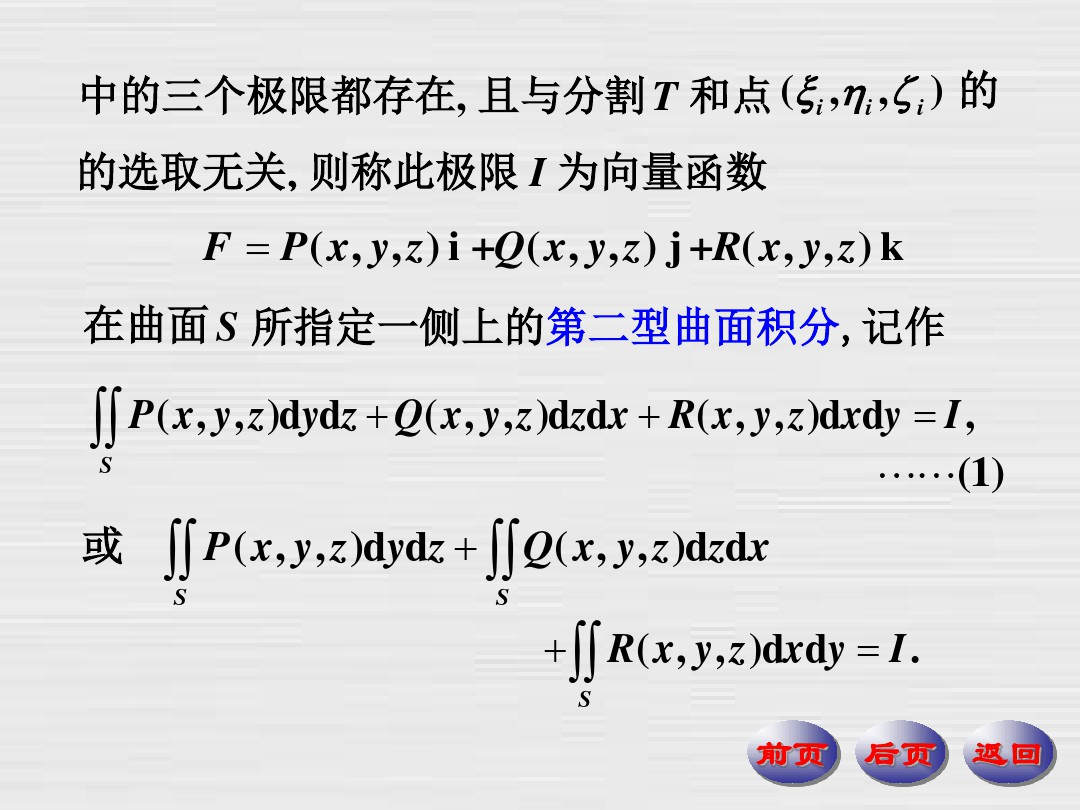 中的三个极限都存在, 且与分割 T 和点 (ξᵢ,ηᵢ,ζᵢ) 的
的选取无关, 则称此极限 I 为向量函数
F = P(x, y,z) i +Q(x, y,z) j +R(x, y,z) k
在曲面 S 所指定一侧上的第二型曲面积分, 记作
∬_S P(x, y,z)dydz + Q(x, y,z)dzdx + R(x, y,z)dxdy = I ,
……(1)
或 ∬_S P(x, y,z)dydz + ∬_S Q(x, y,z)dzdx
+∬_S R(x, y,z)dxdy = I .
前页 后页 返回